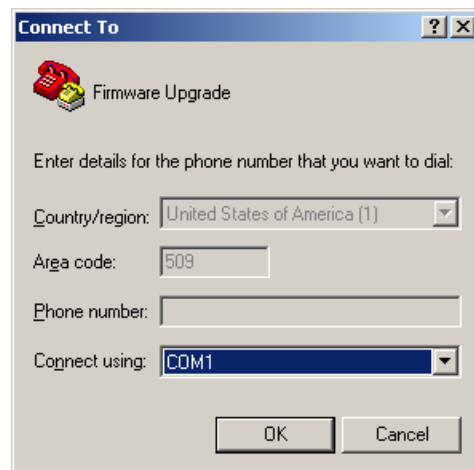 Connect To
Firmware Upgrade
Enter details for the phone number that you want to dial:
Country/region: United States of America (1)
Area code: 509
Phone number:
Connect using: COM1
OK Cancel